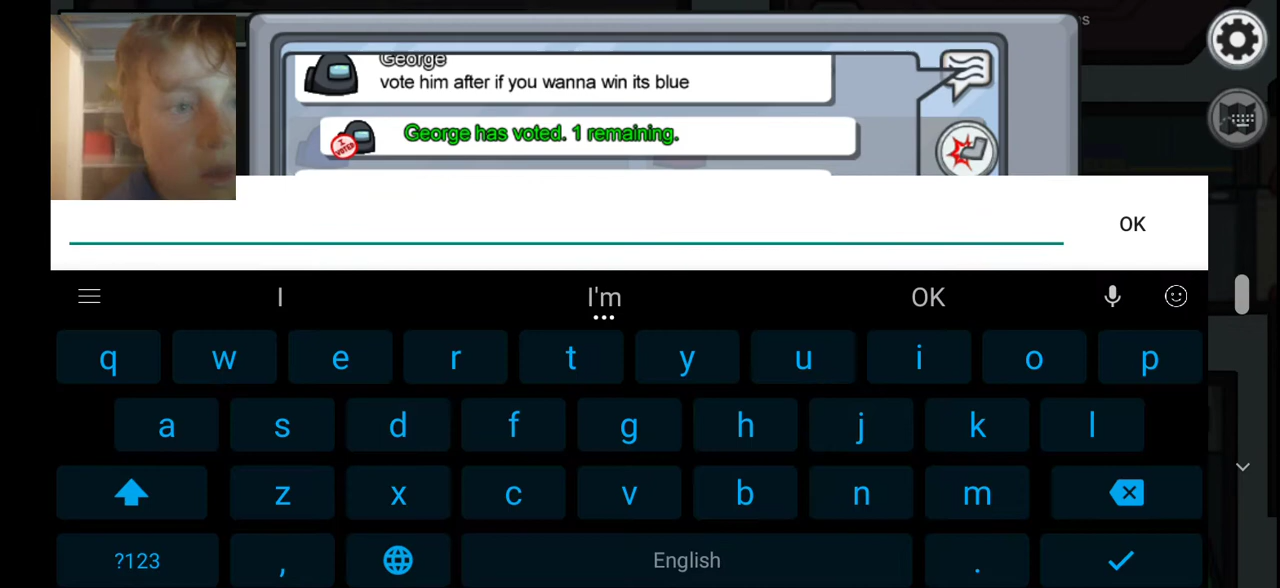 George
vote him after if you wanna win its blue
I VOTED George has voted. 1 remaining.
OK
I I'm OK
q w e r t y u i o p
a s d f g h j k l
z x c v b n m
?123 , English .